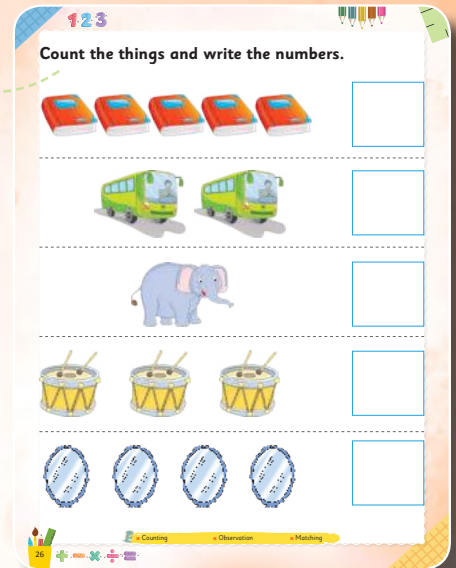 123
Count the things and write the numbers.
Counting Observation Matching
26